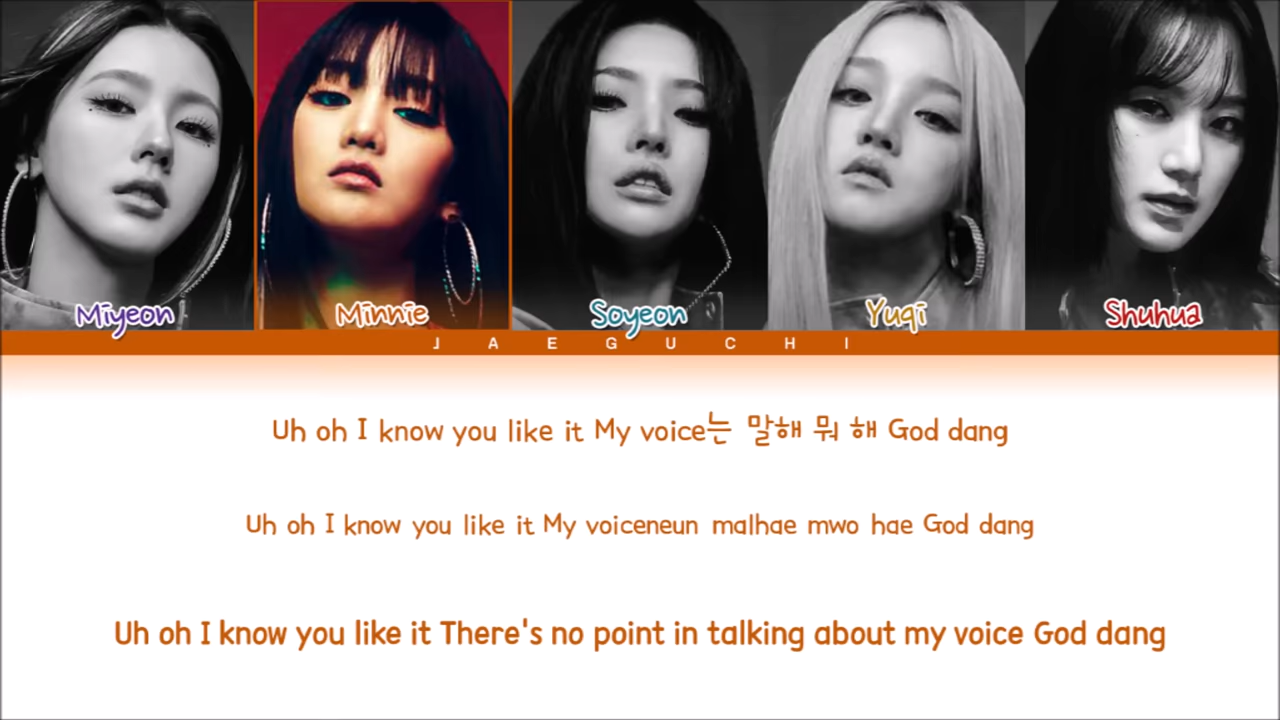 Miyeon
Minnie
Soyeon
Yuqi
Shuhua
JAEGUCHI
Uh oh I know you like it My voice는 말해 뭐 해 God dang
Uh oh I know you like it My voiceneun malhae mwo hae God dang
Uh oh I know you like it There's no point in talking about my voice God dang